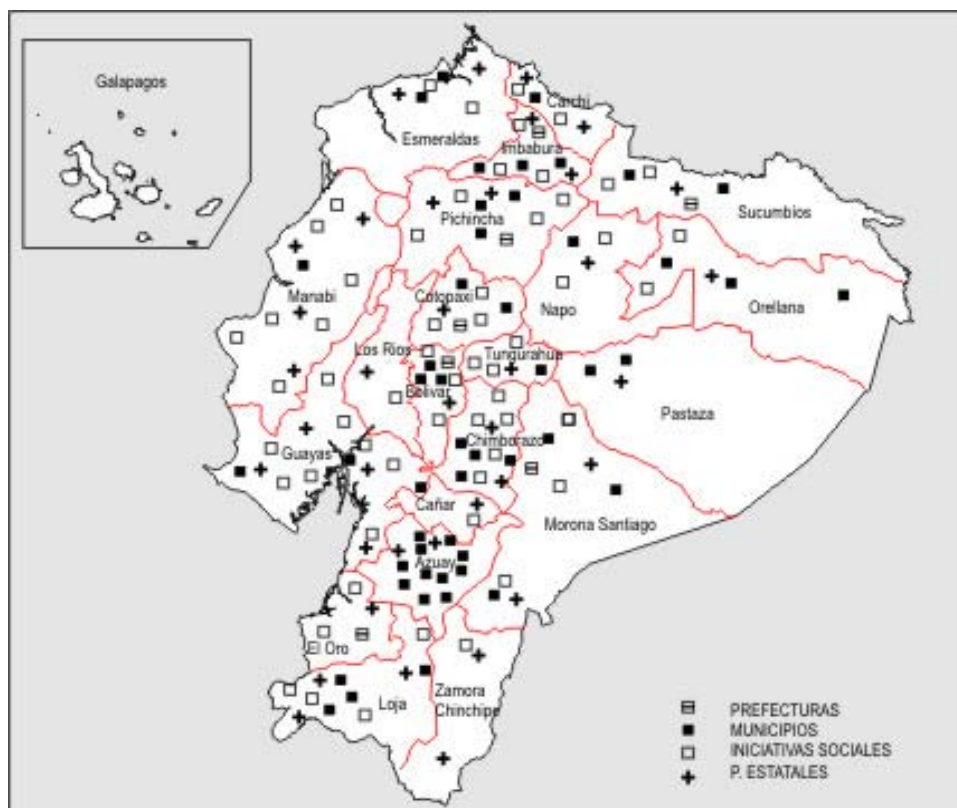 Galapagos
Carchi
Esmeraldas
Imbabura
Sucumbios
Pichincha
Manabi
Cotopaxi
Napo
Orellana
Los Rios
Tungurahua
Bolivar
Pastaza
Chimborazo
Guayas
Cañar
Morona Santiago
Azuay
El Oro
Loja
Zamora
Chinchipe
PREFECTURAS
MUNICIPIOS
INICIATIVAS SOCIALES
P. ESTATALES